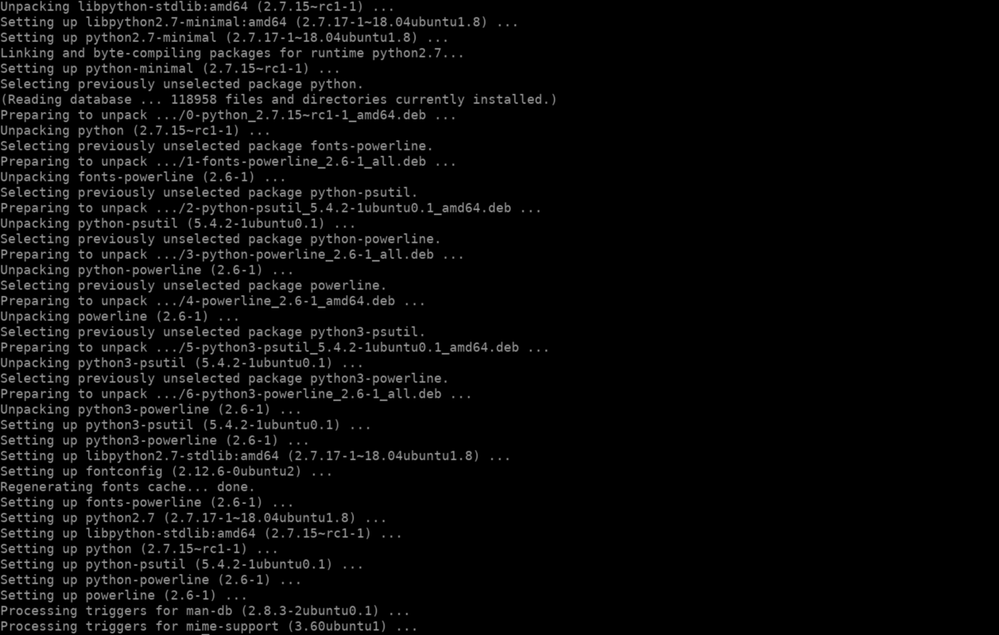 Unpacking libpython-stdlib:amd64 (2.7.15~rc1-1) ...
Setting up libpython2.7-minimal:amd64 (2.7.17-1~18.04ubuntu1.8) ...
Setting up python2.7-minimal (2.7.17-1~18.04ubuntu1.8) ...
Linking and byte-compiling packages for runtime python2.7...
Setting up python-minimal (2.7.15~rc1-1) ...
Selecting previously unselected package python.
(Reading database ... 118958 files and directories currently installed.)
Preparing to unpack .../0-python_2.7.15~rc1-1_amd64.deb ...
Unpacking python (2.7.15~rc1-1) ...
Selecting previously unselected package fonts-powerline.
Preparing to unpack .../1-fonts-powerline_2.6-1_all.deb ...
Unpacking fonts-powerline (2.6-1) ...
Selecting previously unselected package python-psutil.
Preparing to unpack .../2-python-psutil_5.4.2-1ubuntu0.1_amd64.deb ...
Unpacking python-psutil (5.4.2-1ubuntu0.1) ...
Selecting previously unselected package python-powerline.
Preparing to unpack .../3-python-powerline_2.6-1_all.deb ...
Unpacking python-powerline (2.6-1) ...
Selecting previously unselected package powerline.
Preparing to unpack .../4-powerline_2.6-1_amd64.deb ...
Unpacking powerline (2.6-1) ...
Selecting previously unselected package python3-psutil.
Preparing to unpack .../5-python3-psutil_5.4.2-1ubuntu0.1_amd64.deb ...
Unpacking python3-psutil (5.4.2-1ubuntu0.1) ...
Selecting previously unselected package python3-powerline.
Preparing to unpack .../6-python3-powerline_2.6-1_all.deb ...
Unpacking python3-powerline (2.6-1) ...
Setting up python3-psutil (5.4.2-1ubuntu0.1) ...
Setting up python3-powerline (2.6-1) ...
Setting up libpython2.7-stdlib:amd64 (2.7.17-1~18.04ubuntu1.8) ...
Setting up fontconfig (2.12.6-0ubuntu2) ...
Regenerating fonts cache... done.
Setting up fonts-powerline (2.6-1) ...
Setting up python2.7 (2.7.17-1~18.04ubuntu1.8) ...
Setting up libpython-stdlib:amd64 (2.7.15~rc1-1) ...
Setting up python (2.7.15~rc1-1) ...
Setting up python-psutil (5.4.2-1ubuntu0.1) ...
Setting up python-powerline (2.6-1) ...
Setting up powerline (2.6-1) ...
Processing triggers for man-db (2.8.3-2ubuntu0.1) ...
Processing triggers for mime-support (3.60ubuntu1) ...